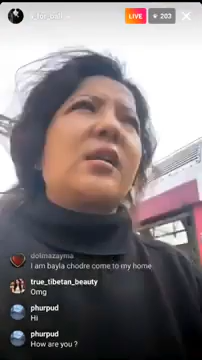 LIVE
203
dolmazayma
I am bayla chodre come to my home
true_tibetan_beauty
Omg
phurpud
Hi
phurpud
How are you ?